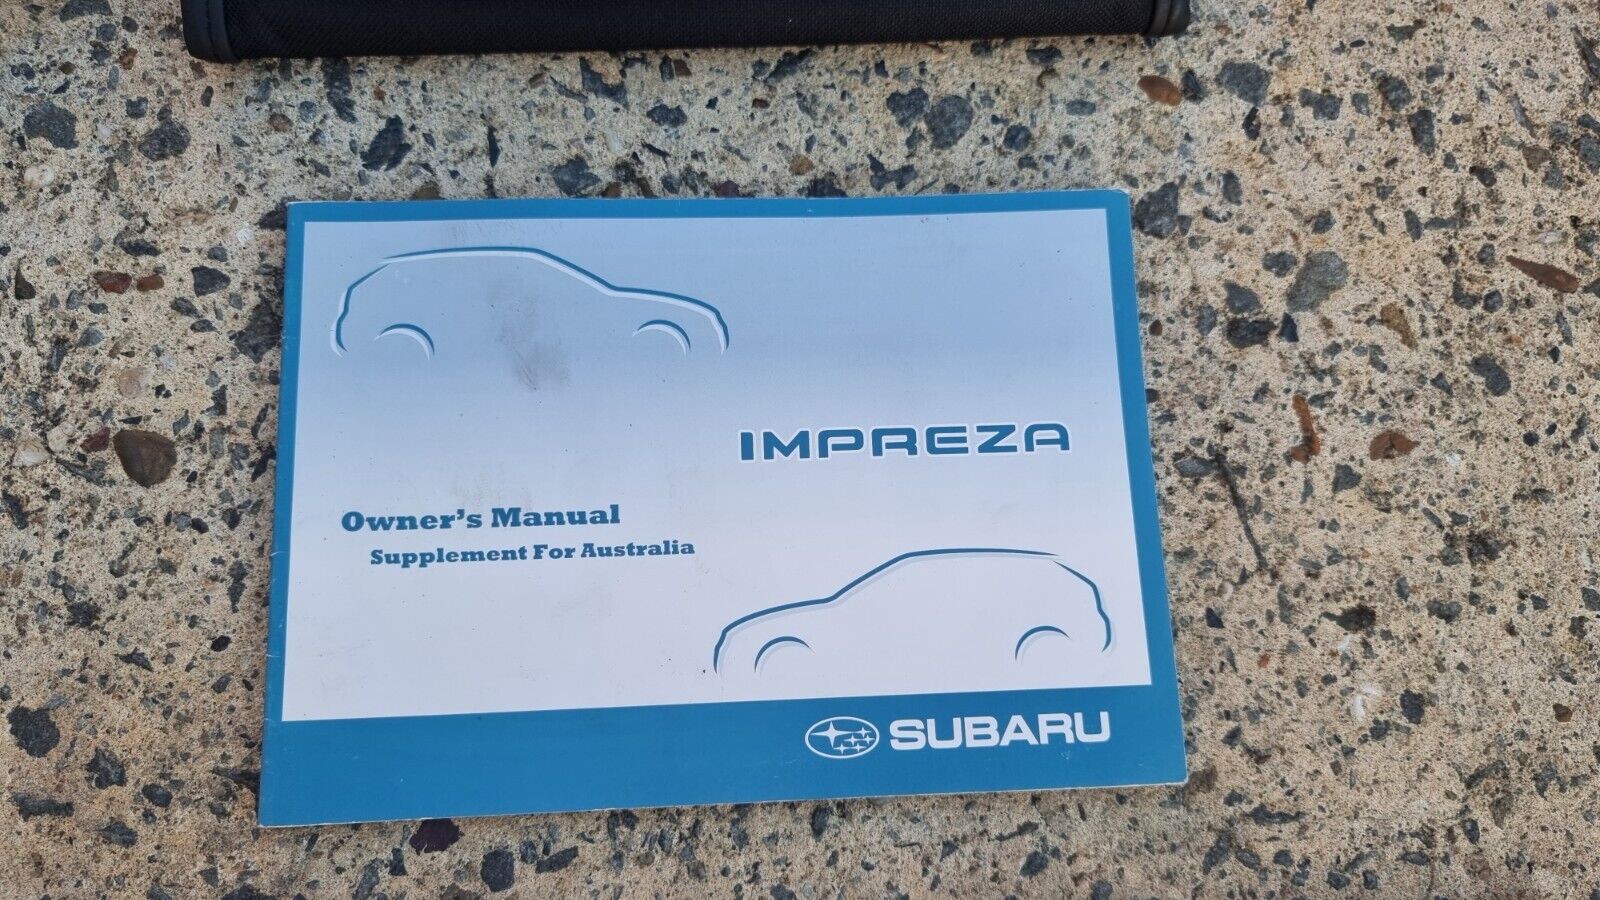 IMPREZA
Owner's Manual
Supplement For Australia
SUBARU